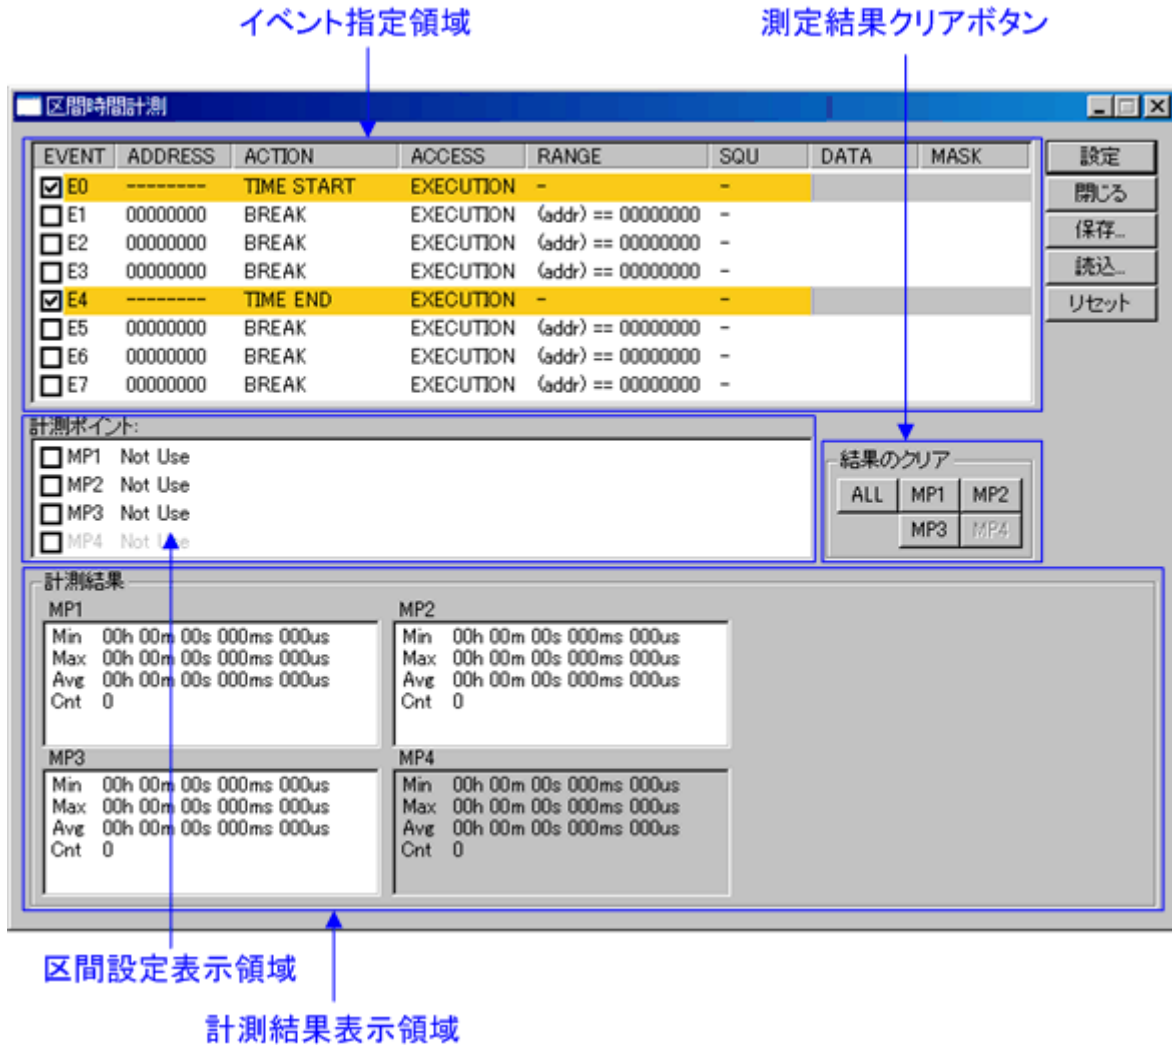 イベント指定領域 測定結果クリアボタン
区間時間計測
EVENT ADDRESS ACTION ACCESS RANGE SQU DATA MASK
E0 -------- TIME START EXECUTION - -
E1 00000000 BREAK EXECUTION (addr) == 00000000 -
E2 00000000 BREAK EXECUTION (addr) == 00000000 -
E3 00000000 BREAK EXECUTION (addr) == 00000000 -
E4 -------- TIME END EXECUTION - -
E5 00000000 BREAK EXECUTION (addr) == 00000000 -
E6 00000000 BREAK EXECUTION (addr) == 00000000 -
E7 00000000 BREAK EXECUTION (addr) == 00000000 -
設定
閉じる
保存...
読込...
リセット
計測ポイント:
MP1 Not Use
MP2 Not Use
MP3 Not Use
MP4 Not Use
結果のクリア
ALL MP1 MP2
MP3 MP4
計測結果
MP1
Min 00h 00m 00s 000ms 000us
Max 00h 00m 00s 000ms 000us
Avg 00h 00m 00s 000ms 000us
Cnt 0
MP2
Min 00h 00m 00s 000ms 000us
Max 00h 00m 00s 000ms 000us
Avg 00h 00m 00s 000ms 000us
Cnt 0
MP3
Min 00h 00m 00s 000ms 000us
Max 00h 00m 00s 000ms 000us
Avg 00h 00m 00s 000ms 000us
Cnt 0
MP4
Min 00h 00m 00s 000ms 000us
Max 00h 00m 00s 000ms 000us
Avg 00h 00m 00s 000ms 000us
Cnt 0
区間設定表示領域
計測結果表示領域